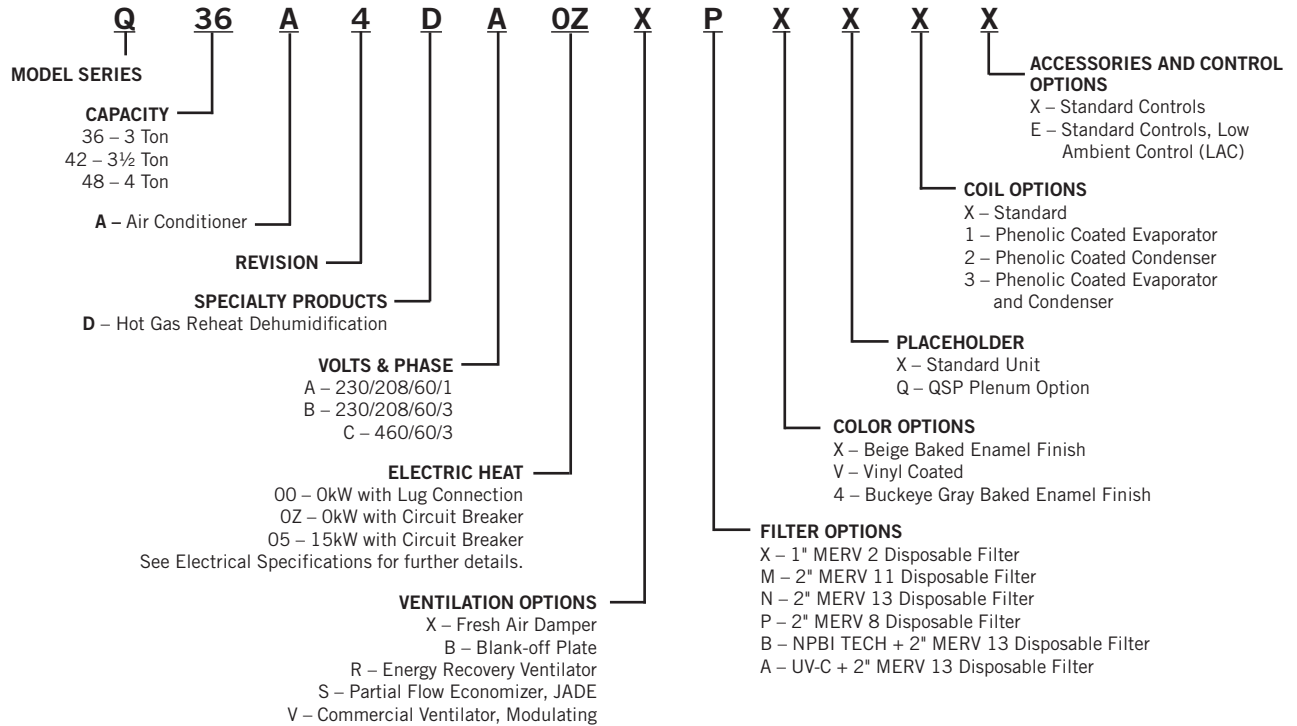 Q 36 A 4 D A 0Z X P X X X X
MODEL SERIES
CAPACITY
36 – 3 Ton
42 – 3½ Ton
48 – 4 Ton
A – Air Conditioner
REVISION
SPECIALTY PRODUCTS
D – Hot Gas Reheat Dehumidification
VOLTS & PHASE
A – 230/208/60/1
B – 230/208/60/3
C – 460/60/3
ELECTRIC HEAT
00 – 0kW with Lug Connection
0Z – 0kW with Circuit Breaker
05 – 15kW with Circuit Breaker
See Electrical Specifications for further details.
VENTILATION OPTIONS
X – Fresh Air Damper
B – Blank-off Plate
R – Energy Recovery Ventilator
S – Partial Flow Economizer, JADE
V – Commercial Ventilator, Modulating
FILTER OPTIONS
X – 1" MERV 2 Disposable Filter
M – 2" MERV 11 Disposable Filter
N – 2" MERV 13 Disposable Filter
P – 2" MERV 8 Disposable Filter
B – NPBI TECH + 2" MERV 13 Disposable Filter
A – UV-C + 2" MERV 13 Disposable Filter
COLOR OPTIONS
X – Beige Baked Enamel Finish
V – Vinyl Coated
4 – Buckeye Gray Baked Enamel Finish
PLACEHOLDER
X – Standard Unit
Q – QSP Plenum Option
COIL OPTIONS
X – Standard
1 – Phenolic Coated Evaporator
2 – Phenolic Coated Condenser
3 – Phenolic Coated Evaporator
and Condenser
ACCESSORIES AND CONTROL
OPTIONS
X – Standard Controls
E – Standard Controls, Low
Ambient Control (LAC)